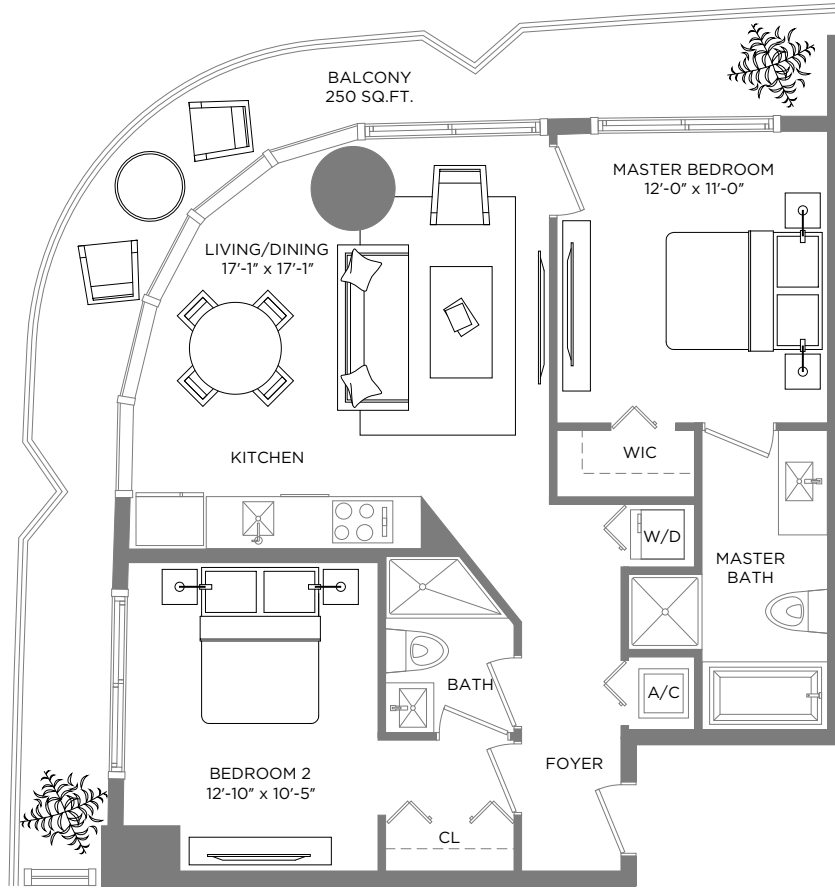 BALCONY
250 SQ.FT.
MASTER BEDROOM
12'-0" x 11'-0"
LIVING/DINING
17'-1" x 17'-1"
KITCHEN
WIC
W/D
MASTER
BATH
BATH
A/C
FOYER
BEDROOM 2
12'-10" x 10'-5"
CL